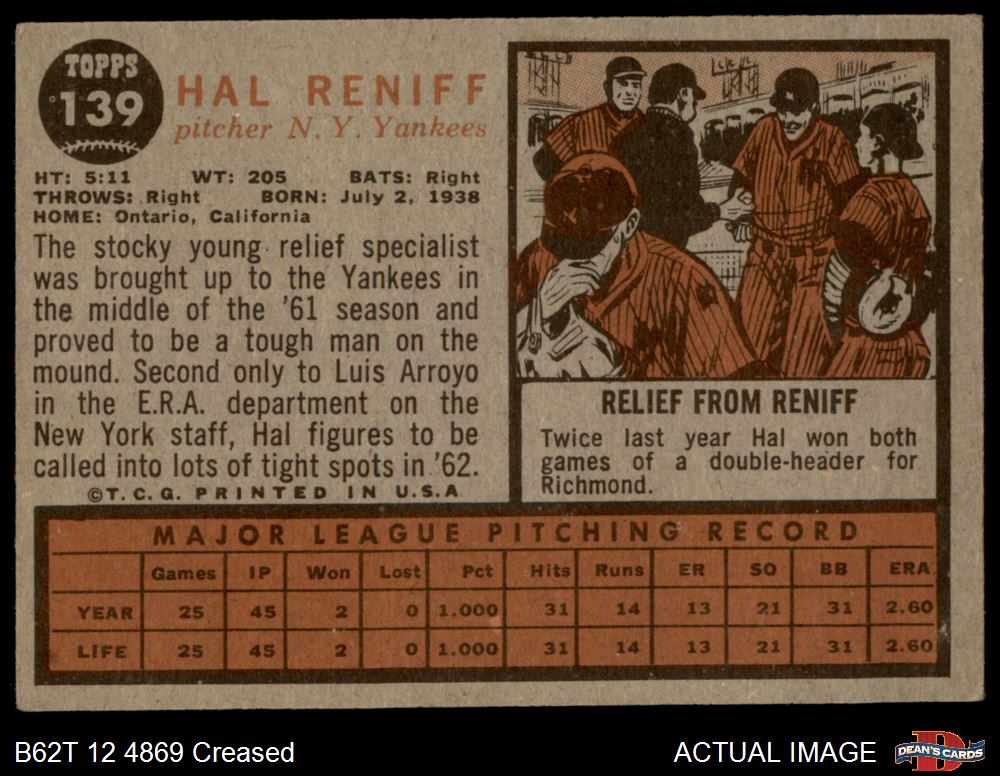 TOPPS
139
HAL RENIFF
pitcher N. Y. Yankees
HT: 5:11 WT: 205 BATS: Right
THROWS: Right BORN: July 2, 1938
HOME: Ontario, California
The stocky young relief specialist
was brought up to the Yankees in
the middle of the '61 season and
proved to be a tough man on the
mound. Second only to Luis Arroyo
in the E.R.A. department on the
New York staff, Hal figures to be
called into lots of tight spots in '62.
©T. C. G. PRINTED IN U.S.A.
RELIEF FROM RENIFF
Twice last year Hal won both
games of a double-header for
Richmond.
MAJOR LEAGUE PITCHING RECORD
Games IP Won Lost Pct Hits Runs ER SO BB ERA
YEAR 25 45 2 0 1.000 31 14 13 21 31 2.60
LIFE 25 45 2 0 1.000 31 14 13 21 31 2.60
B62T 12 4869 Creased
ACTUAL IMAGE
DEAN'S CARDS